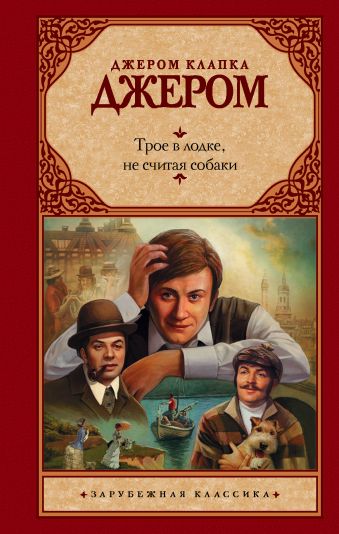 ДЖЕРОМ КЛАПКА
ДЖЕРОМ
Трое в лодке,
не считая собаки
ЗАРУБЕЖНАЯ КЛАССИКА